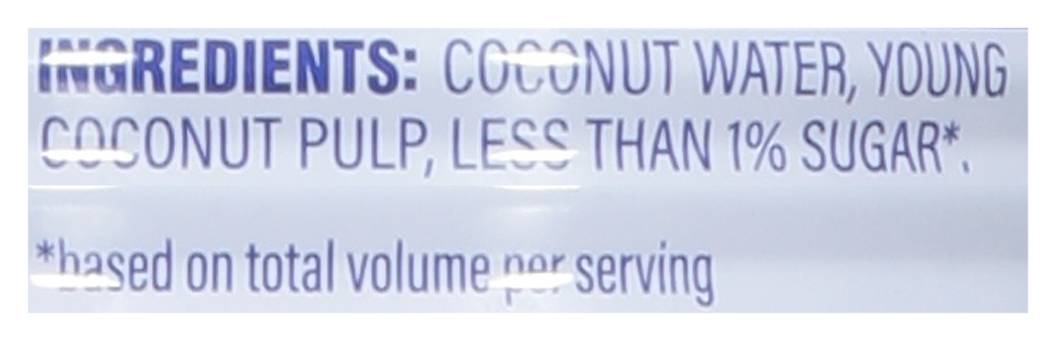 INGREDIENTS: COCONUT WATER, YOUNG
COCONUT PULP, LESS THAN 1% SUGAR*.
*based on total volume per serving